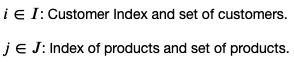 i ∈ I: Customer Index and set of customers.
j ∈ J: Index of products and set of products.